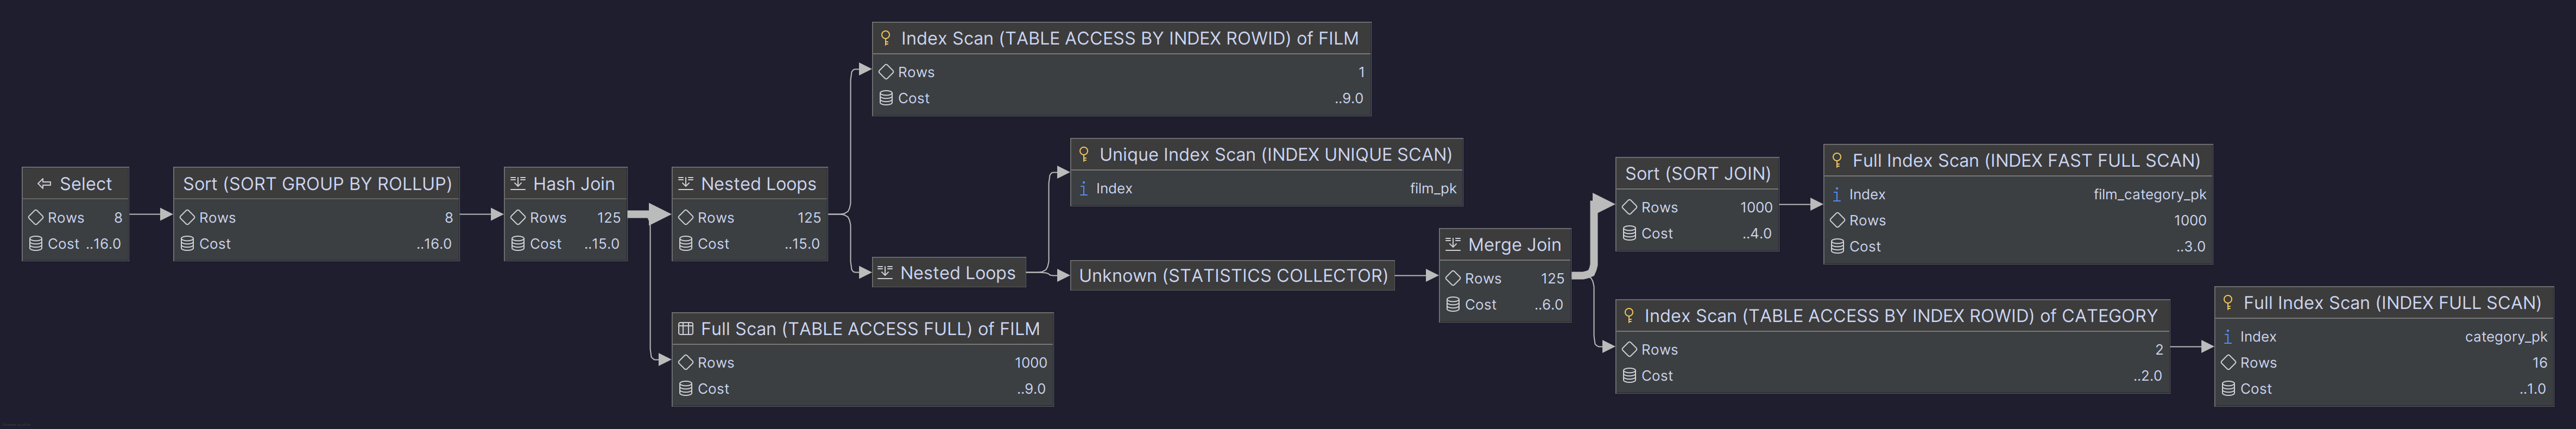 Select
Rows 8
Cost ..16.0
Sort (SORT GROUP BY ROLLUP)
Rows 8
Cost ..16.0
Hash Join
Rows 125
Cost ..15.0
Nested Loops
Rows 125
Cost ..15.0
Full Scan (TABLE ACCESS FULL) of FILM
Rows 1000
Cost ..9.0
Index Scan (TABLE ACCESS BY INDEX ROWID) of FILM
Rows 1
Cost ..9.0
Nested Loops
Unique Index Scan (INDEX UNIQUE SCAN)
i Index film_pk
Unknown (STATISTICS COLLECTOR)
Merge Join
Rows 125
Cost ..6.0
Sort (SORT JOIN)
Rows 1000
Cost ..4.0
Full Index Scan (INDEX FAST FULL SCAN)
i Index film_category_pk
Rows 1000
Cost ..3.0
Index Scan (TABLE ACCESS BY INDEX ROWID) of CATEGORY
Rows 2
Cost ..2.0
Full Index Scan (INDEX FULL SCAN)
i Index category_pk
Rows 16
Cost ..1.0